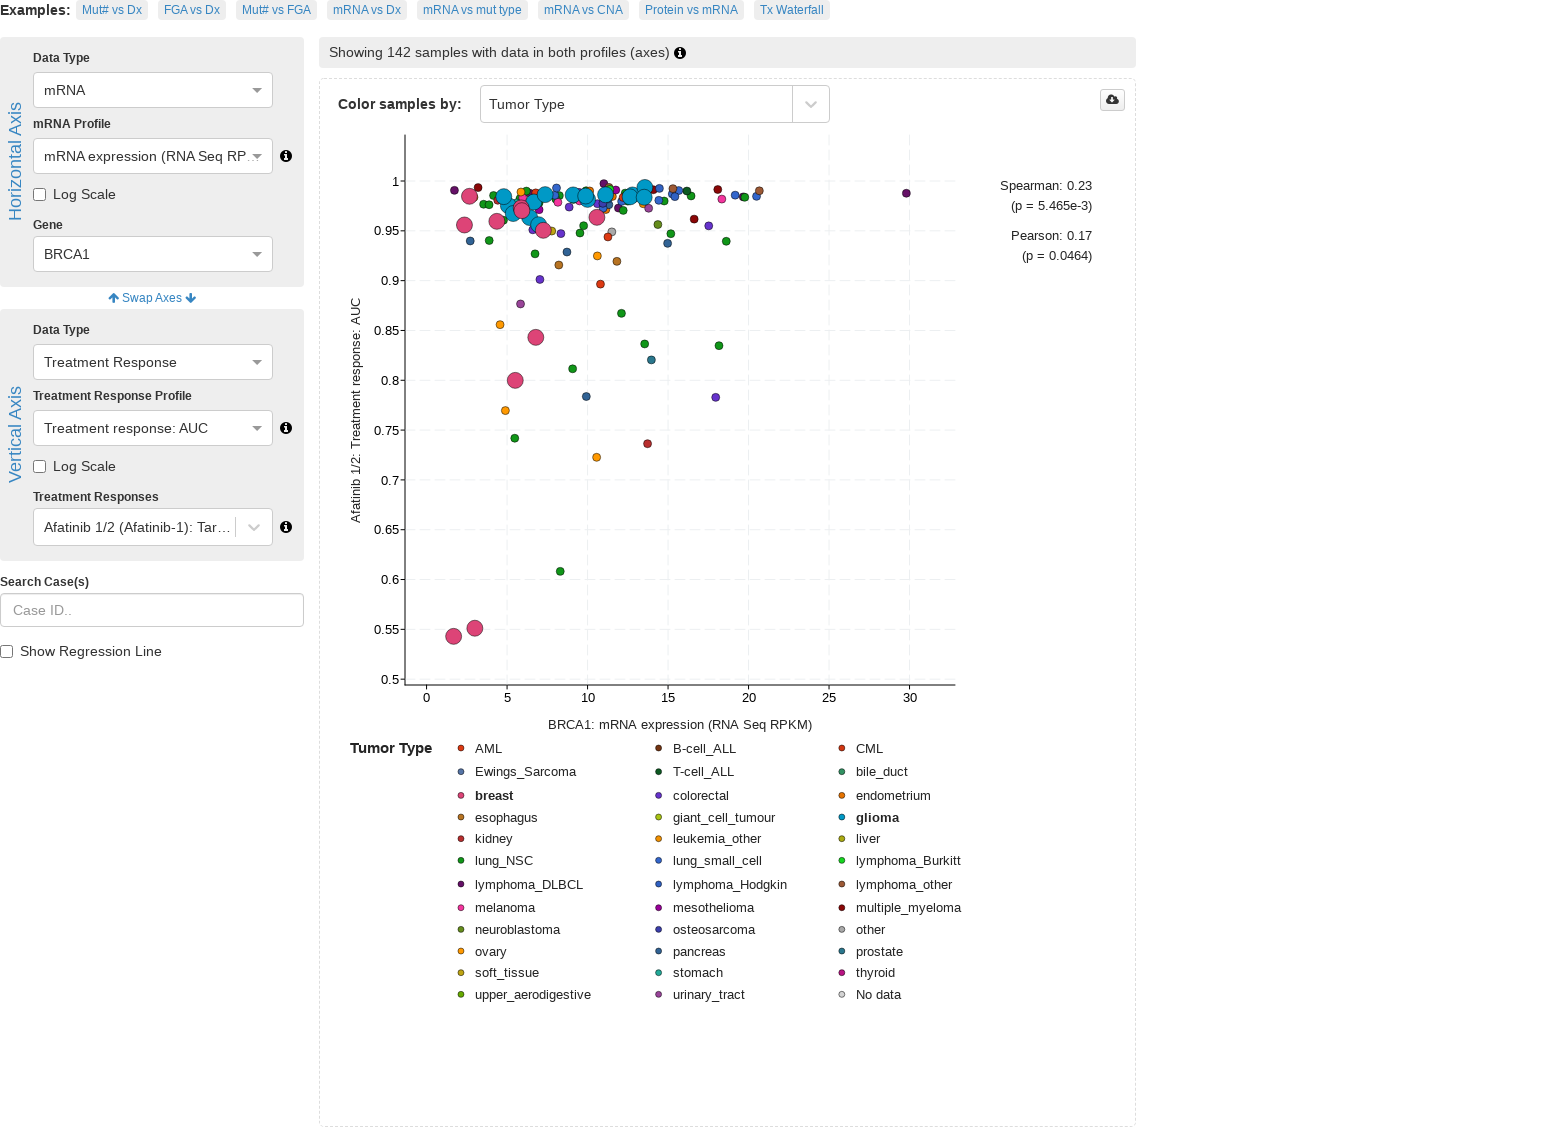 Examples: Mut# vs Dx FGA vs Dx Mut# vs FGA mRNA vs Dx mRNA vs mut type mRNA vs CNA Protein vs mRNA Tx Waterfall
Horizontal Axis
Data Type
mRNA
mRNA Profile
mRNA expression (RNA Seq RP...
Log Scale
Gene
BRCA1
Swap Axes
Vertical Axis
Data Type
Treatment Response
Treatment Response Profile
Treatment response: AUC
Log Scale
Treatment Responses
Afatinib 1/2 (Afatinib-1): Tar...
Search Case(s)
Case ID..
Show Regression Line
Showing 142 samples with data in both profiles (axes)
Color samples by: Tumor Type
Spearman: 0.23
(p = 5.465e-3)
Pearson: 0.17
(p = 0.0464)
Afatinib 1/2: Treatment response: AUC
1
0.95
0.9
0.85
0.8
0.75
0.7
0.65
0.6
0.55
0.5
0 5 10 15 20 25 30
BRCA1: mRNA expression (RNA Seq RPKM)
Tumor Type AML B-cell_ALL CML
Ewings_Sarcoma T-cell_ALL bile_duct
breast colorectal endometrium
esophagus giant_cell_tumour glioma
kidney leukemia_other liver
lung_NSC lung_small_cell lymphoma_Burkitt
lymphoma_DLBCL lymphoma_Hodgkin lymphoma_other
melanoma mesothelioma multiple_myeloma
neuroblastoma osteosarcoma other
ovary pancreas prostate
soft_tissue stomach thyroid
upper_aerodigestive urinary_tract No data